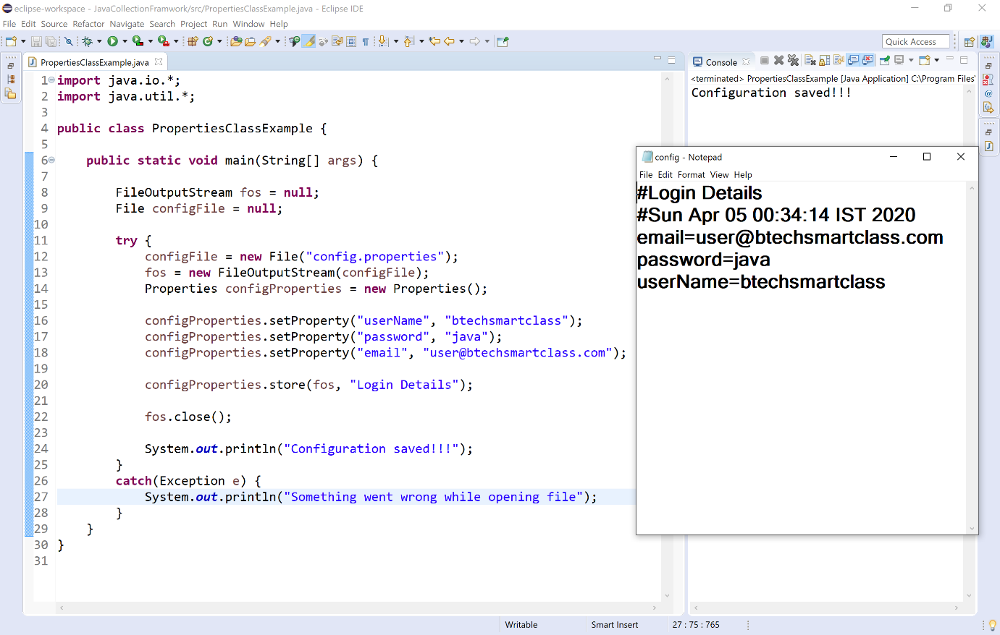 eclipse-workspace - JavaCollectionFramwork/src/PropertiesClassExample.java - Eclipse IDE
File Edit Source Refactor Navigate Search Project Run Window Help
Quick Access
PropertiesClassExample.java
1 import java.io.*;
2 import java.util.*;
3
4 public class PropertiesClassExample {
5
6 public static void main(String[] args) {
7
8 FileOutputStream fos = null;
9 File configFile = null;
10
11 try {
12 configFile = new File("config.properties");
13 fos = new FileOutputStream(configFile);
14 Properties configProperties = new Properties();
15
16 configProperties.setProperty("userName", "btechsmartclass");
17 configProperties.setProperty("password", "java");
18 configProperties.setProperty("email", "user@btechsmartclass.com");
19
20 configProperties.store(fos, "Login Details");
21
22 fos.close();
23
24 System.out.println("Configuration saved!!!");
25 }
26 catch(Exception e) {
27 System.out.println("Something went wrong while opening file");
28 }
29 }
30 }
31
Console
<terminated> PropertiesClassExample [Java Application] C:\Program Files\
Configuration saved!!!
config - Notepad
File Edit Format View Help
#Login Details
#Sun Apr 05 00:34:14 IST 2020
email=user@btechsmartclass.com
password=java
userName=btechsmartclass
Writable
Smart Insert
27 : 75 : 765